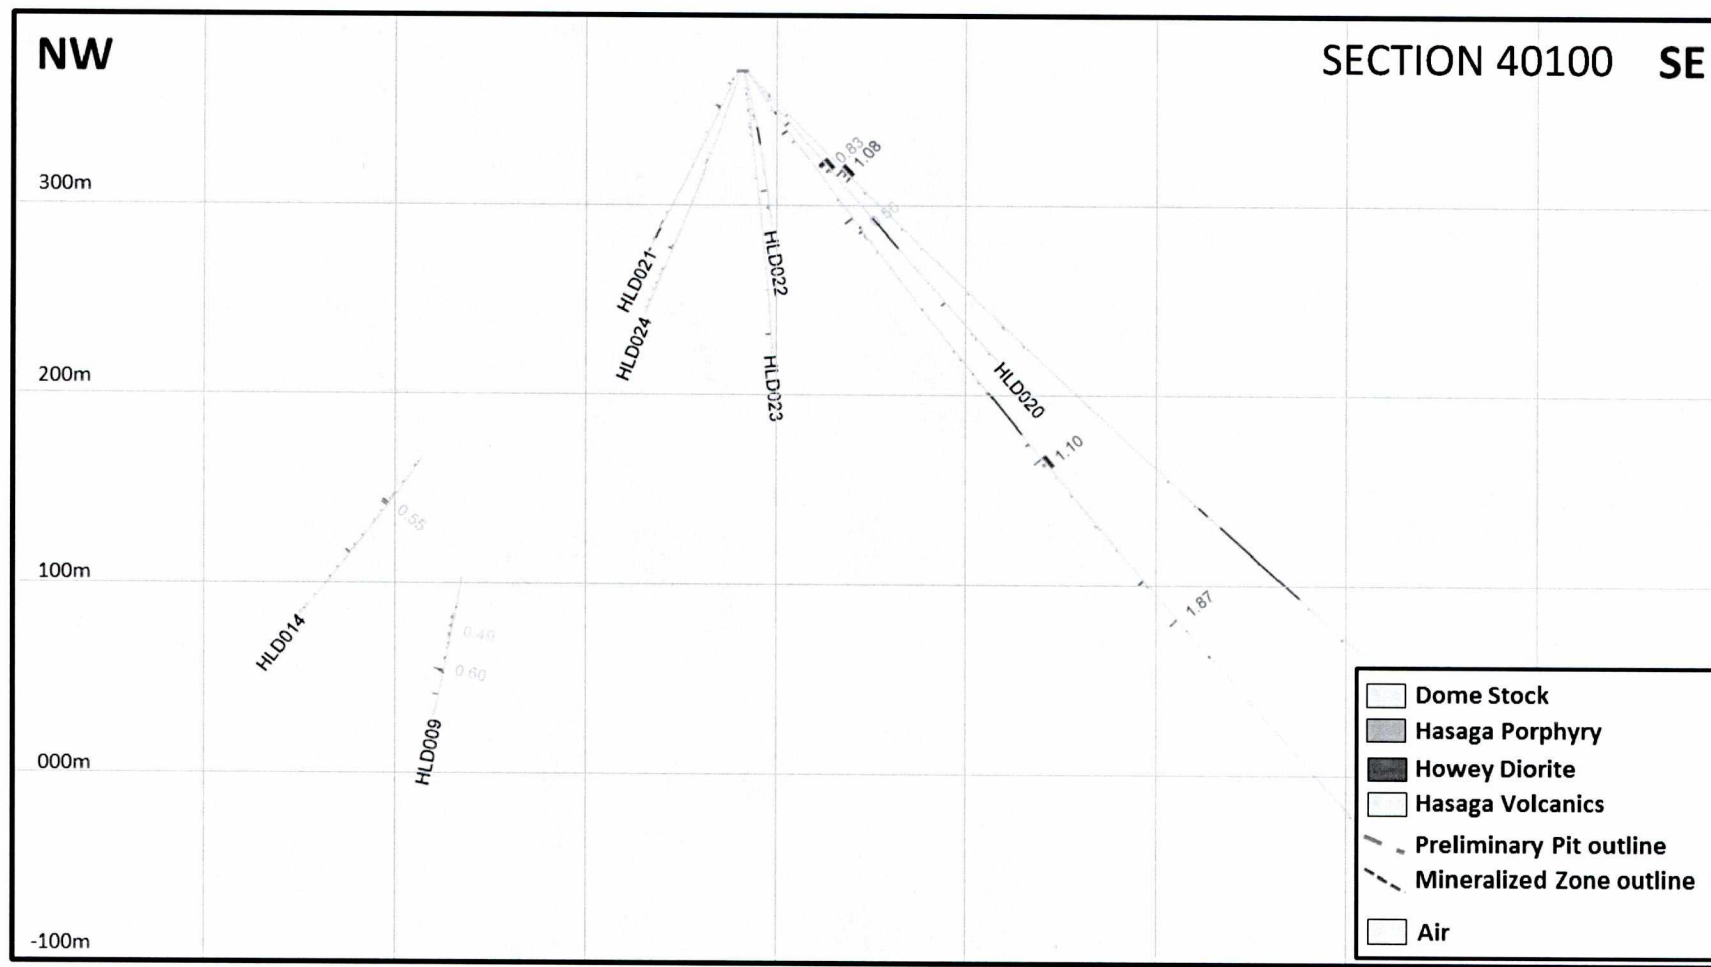 NW
SECTION 40100 SE
0.83
1.08
300m
HLD021
HLD022
HLD024
200m
HLD023
HLD020
1.10
0.55
100m
1.87
HLD014
0.60
HLD009
000m
-100m
Dome Stock
Hasaga Porphyry
Howey Diorite
Hasaga Volcanics
Preliminary Pit outline
Mineralized Zone outline
Air